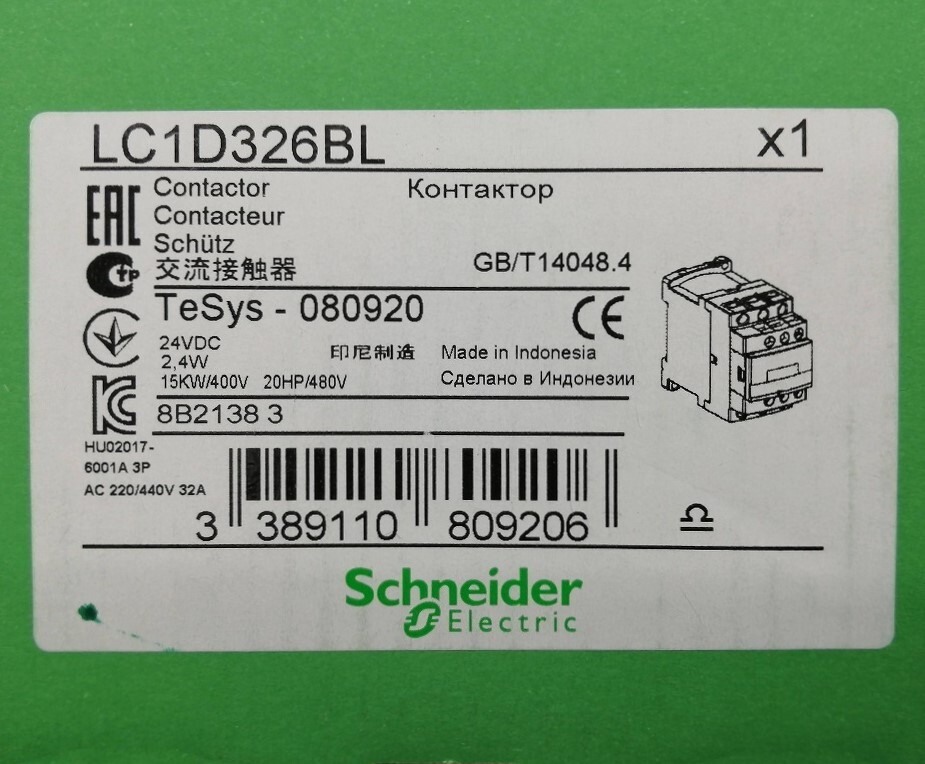 LC1D326BL x1
Contactor Контактор
Contacteur
Schütz
交流接触器 GB/T14048.4
TeSys - 080920
24VDC
2,4W 印尼制造 Made in Indonesia
15KW/400V 20HP/480V Сделано в Индонезии
8B2138 3
HU02017-
6001A 3P
AC 220/440V 32A
3 389110 809206
Schneider
Electric